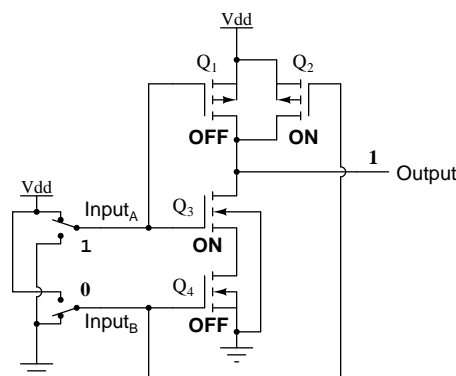 Vdd
Q1 Q2
OFF ON
1
Output
Vdd
InputA
Q3
1
ON
0
Q4
InputB
OFF